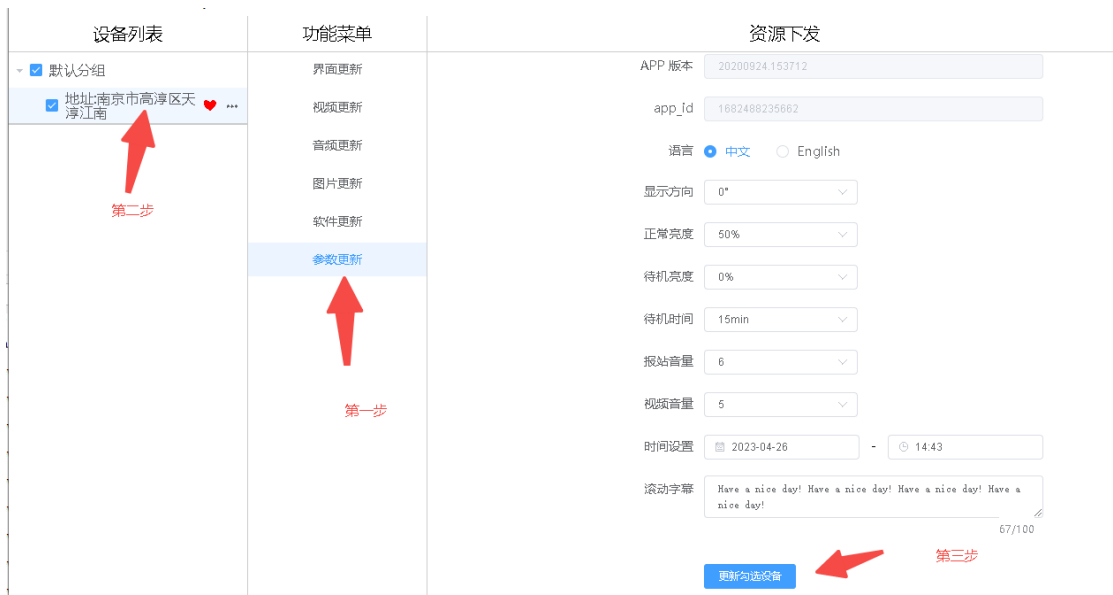 设备列表
功能菜单
资源下发
默认分组
地址:南京市高淳区天
淳江南
第二步
界面更新
视频更新
音频更新
图片更新
软件更新
参数更新
第一步
APP 版本 20200924.153712
app_id 1682488235662
语言 中文 English
显示方向 0°
正常亮度 50%
待机亮度 0%
待机时间 15min
报站音量 6
视频音量 5
时间设置 2023-04-26 - 14:43
滚动字幕 Have a nice day! Have a nice day! Have a nice day! Have a
nice day!
67/100
第三步
更新勾选设备